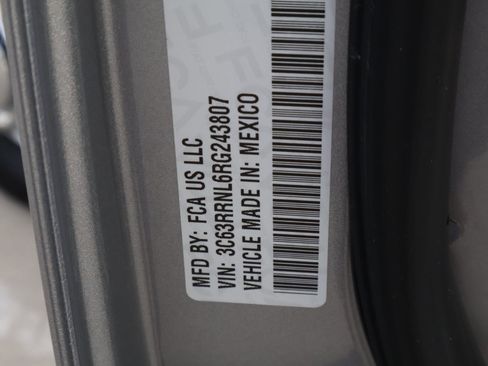 MFD BY: FCA US LLC
VIN: 3C63RRNL6RG243807
VEHICLE MADE IN: MEXICO